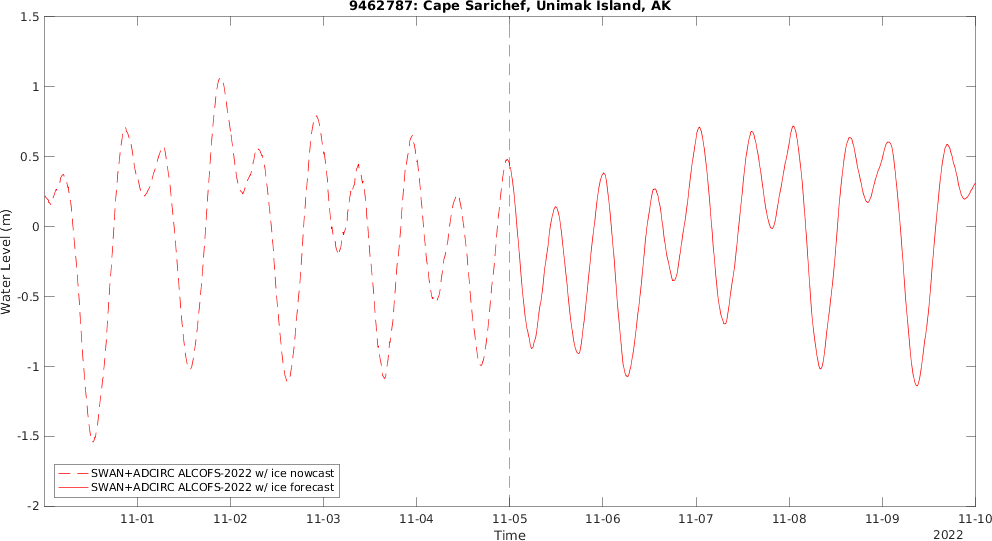 9462787: Cape Sarichef, Unimak Island, AK
1.5
1
0.5
0
-0.5
-1
-1.5
-2
Water Level (m)
SWAN+ADCIRC ALCOFS-2022 w/ ice nowcast
SWAN+ADCIRC ALCOFS-2022 w/ ice forecast
11-01 11-02 11-03 11-04 11-05 11-06 11-07 11-08 11-09 11-10
Time
2022